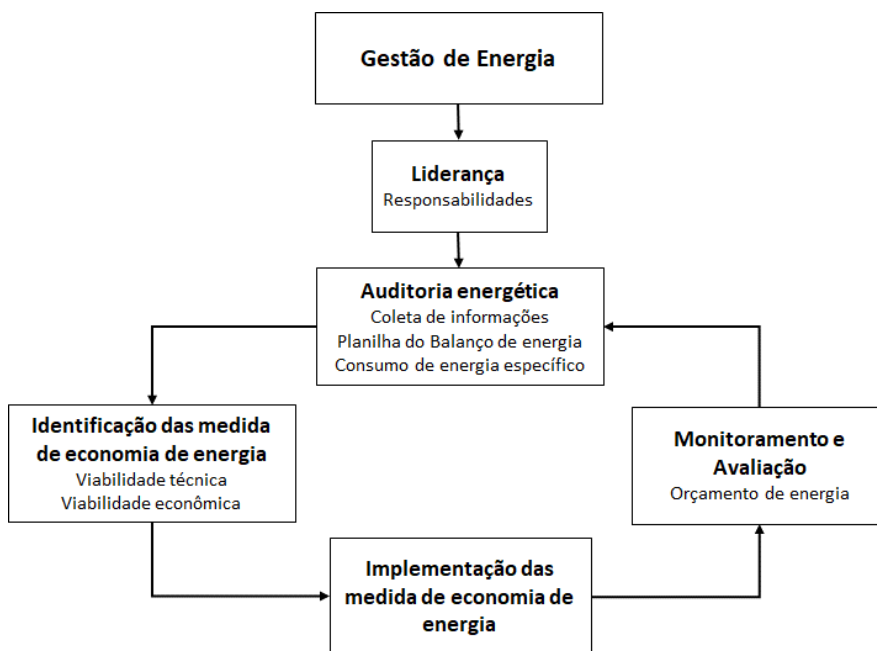 Gestão de Energia
Liderança
Responsabilidades
Auditoria energética
Coleta de informações
Planilha do Balanço de energia
Consumo de energia específico
Identificação das medida
de economia de energia
Viabilidade técnica
Viabilidade econômica
Monitoramento e
Avaliação
Orçamento de energia
Implementação das
medida de economia de
energia